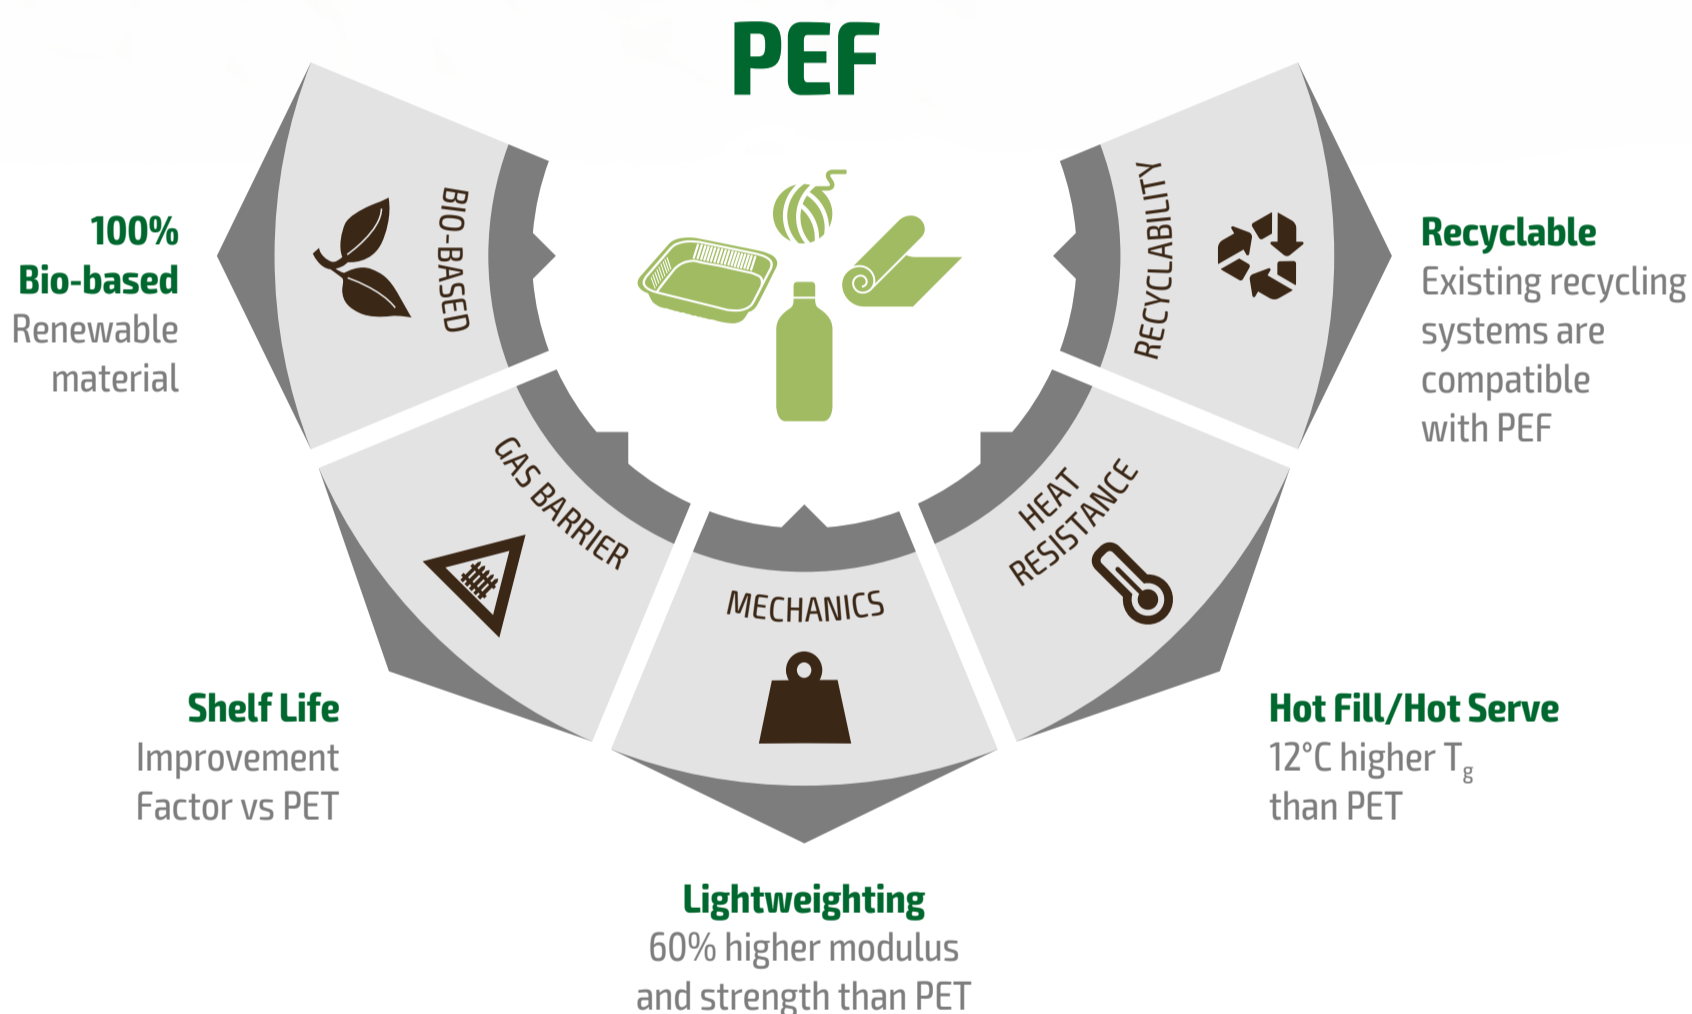 PEF
BIO-BASED
100%
Bio-based
Renewable
material
GAS BARRIER
Shelf Life
Improvement
Factor vs PET
MECHANICS
Lightweighting
60% higher modulus
and strength than PET
HEAT
RESISTANCE
Hot Fill/Hot Serve
12°C higher Tg
than PET
RECYCLABILITY
Recyclable
Existing recycling
systems are
compatible
with PEF